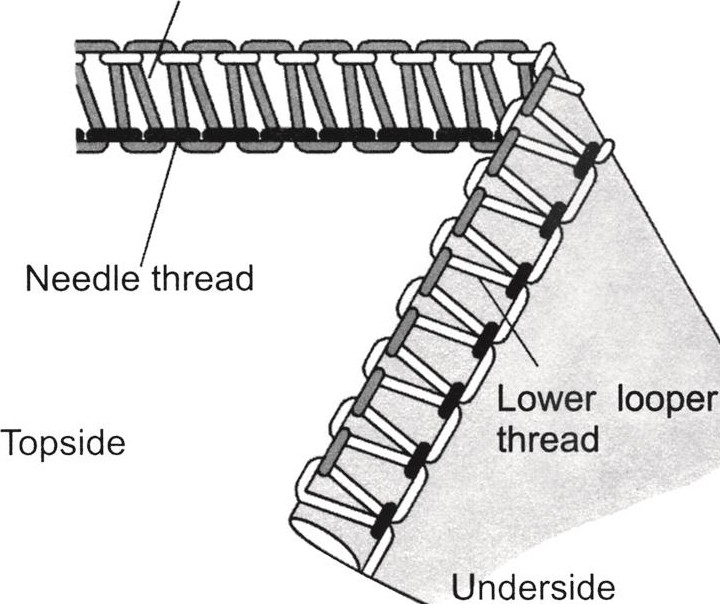 Needle thread
Lower looper
thread
Topside
Underside